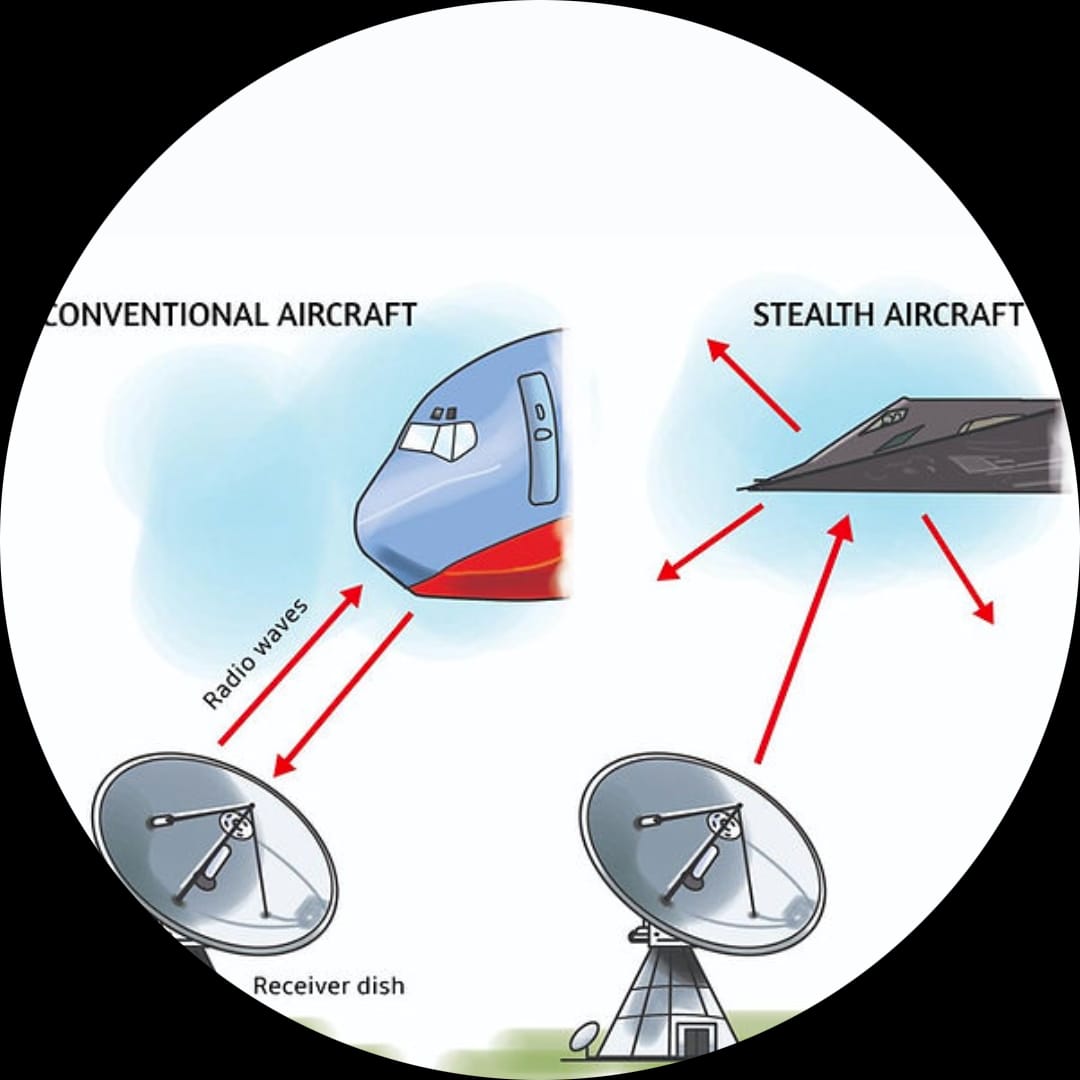 CONVENTIONAL AIRCRAFT
STEALTH AIRCRAFT
Radio waves
Receiver dish